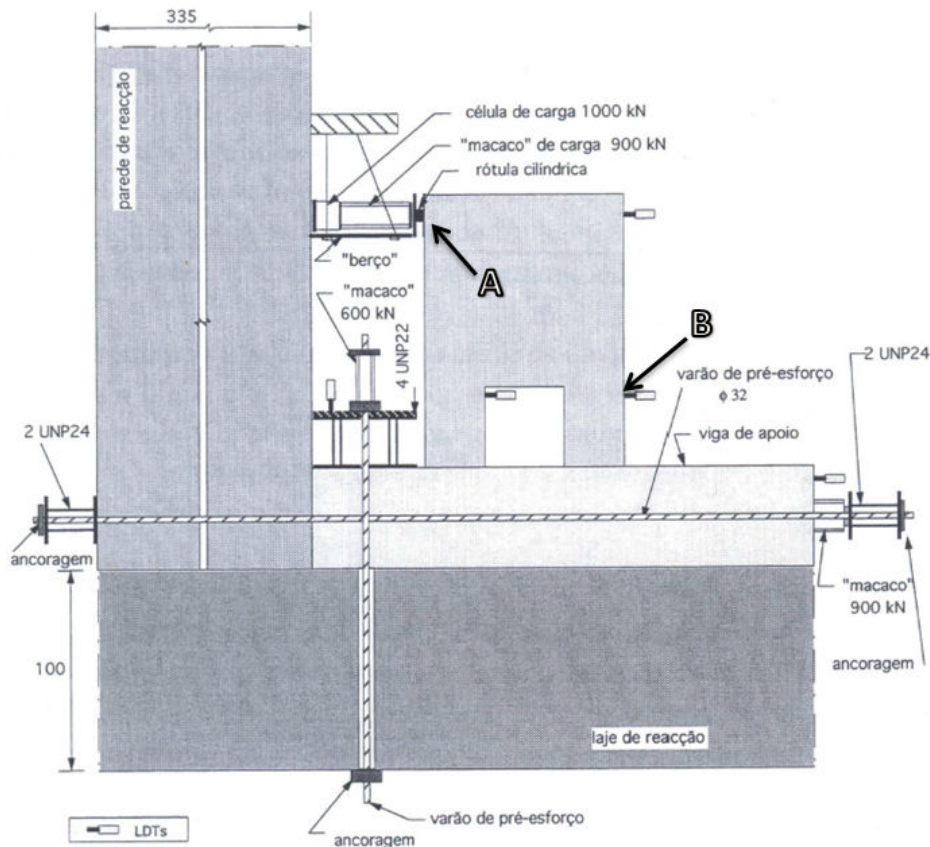 335
parede de reacção
célula de carga 1000 kN
"macaco" de carga 900 kN
rótula cilíndrica
A
"berço"
"macaco"
600 kN
4 UNP22
B
2 UNP24
varão de pré-esforço
ϕ 32
viga de apoio
2 UNP24
ancoragem
"macaco"
900 kN
ancoragem
100
laje de reacção
varão de pré-esforço
ancoragem
LDTs